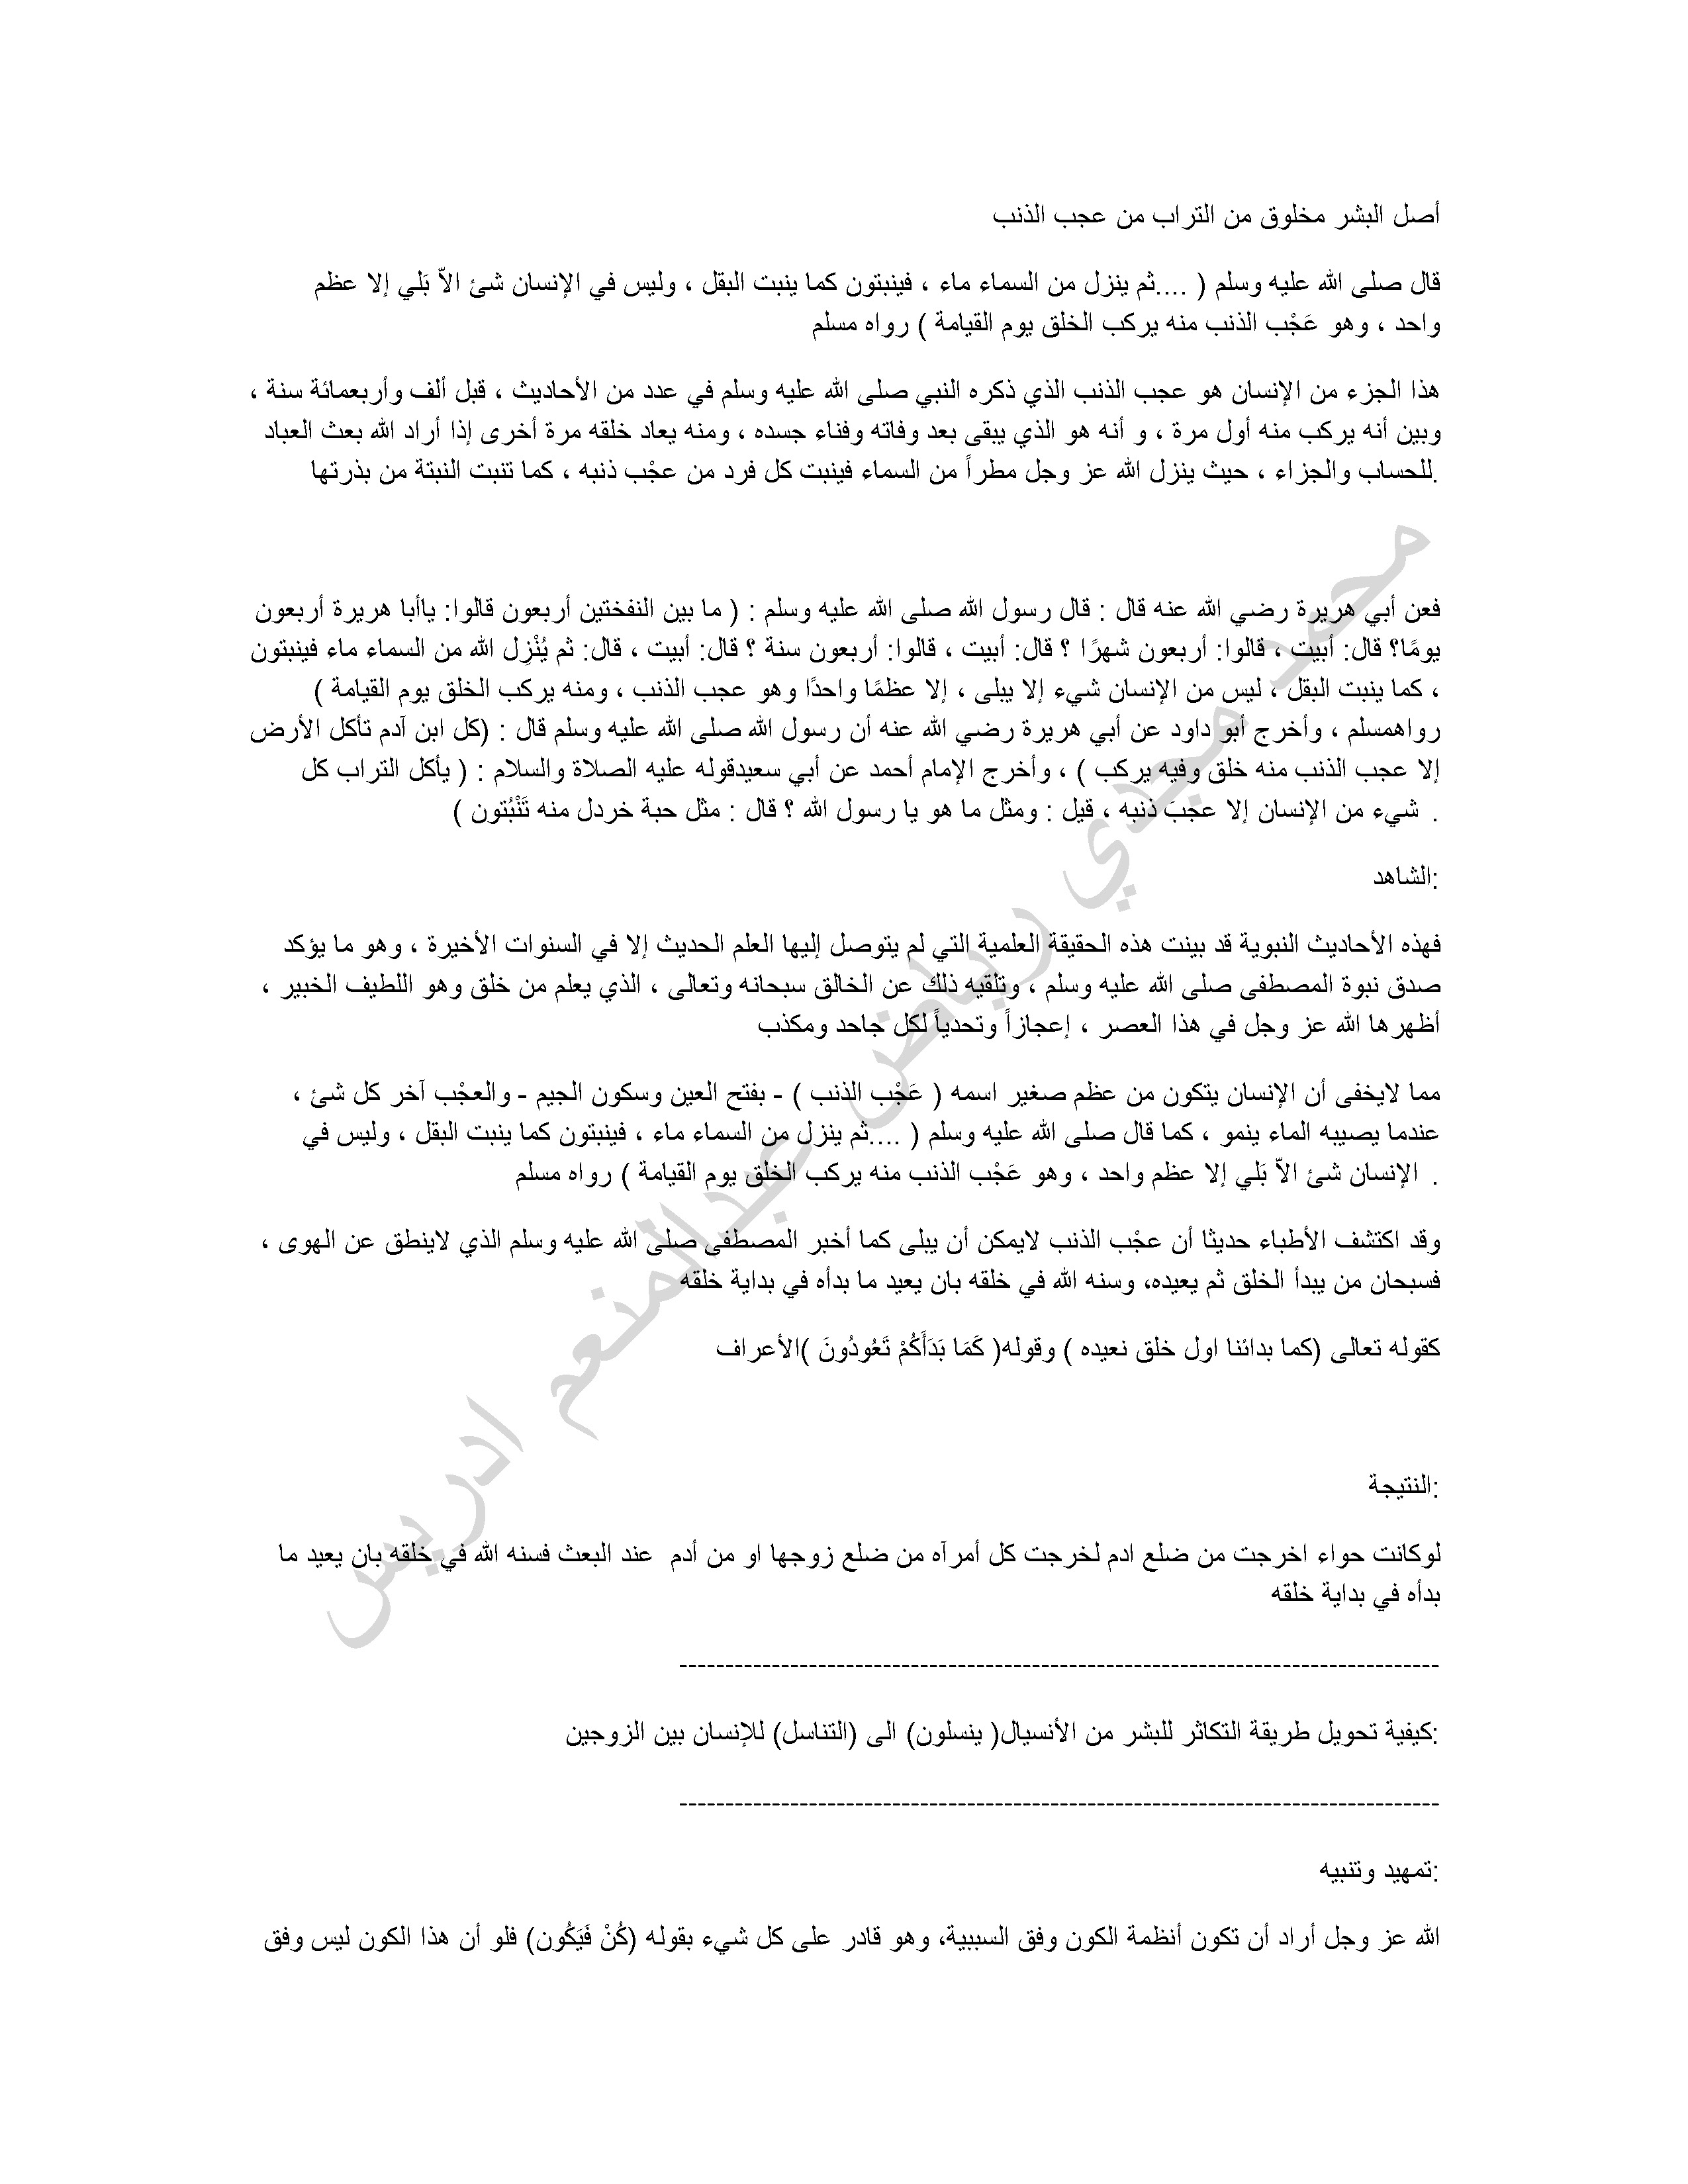 أصل البشر مخلوق من التراب من عجب الذنب
قال صلى الله عليه وسلم ( ....ثم ينزل من السماء ماء ، فينبتون كما ينبت البقل ، وليس في الإنسان شئ الاّ بَلي إلا عظم
واحد ، وهو عَجْب الذنب منه يركب الخلق يوم القيامة ) رواه مسلم
هذا الجزء من الإنسان هو عجب الذنب الذي ذكره النبي صلى الله عليه وسلم في عدد من الأحاديث ، قبل ألف وأربعمائة سنة ،
وبين أنه يركب منه أول مرة ، و أنه هو الذي يبقى بعد وفاته وفناء جسده ، ومنه يعاد خلقه مرة أخرى إذا أراد الله بعث العباد
.للحساب والجزاء ، حيث ينزل الله عز وجل مطراً من السماء فينبت كل فرد من عجْب ذنبه ، كما تنبت النبتة من بذرتها
فعن أبي هريرة رضي الله عنه قال : قال رسول الله صلى الله عليه وسلم : ( ما بين النفختين أربعون قالوا: ياأبا هريرة أربعون
يومًا؟ قال: أبيت ، قالوا: أربعون شهرًا ؟ قال: أبيت ، قالوا: أربعون سنة ؟ قال: أبيت ، قال: ثم يُنْزِل الله من السماء ماء فينبتون
، كما ينبت البقل ، ليس من الإنسان شيء إلا يبلى ، إلا عظمًا واحدًا وهو عجب الذنب ، ومنه يركب الخلق يوم القيامة )
رواهمسلم ، وأخرج أبو داود عن أبي هريرة رضي الله عنه أن رسول الله صلى الله عليه وسلم قال : (كل ابن آدم تأكل الأرض
إلا عجب الذنب منه خلق وفيه يركب ) ، وأخرج الإمام أحمد عن أبي سعيدقوله عليه الصلاة والسلام : ( يأكل التراب كل
. شيء من الإنسان إلا عجبَ ذنبه ، قيل : ومثل ما هو يا رسول الله ؟ قال : مثل حبة خردل منه تَنْبُتون )
:الشاهد
فهذه الأحاديث النبوية قد بينت هذه الحقيقة العلمية التي لم يتوصل إليها العلم الحديث إلا في السنوات الأخيرة ، وهو ما يؤكد
صدق نبوة المصطفى صلى الله عليه وسلم ، وتلقيه ذلك عن الخالق سبحانه وتعالى ، الذي يعلم من خلق وهو اللطيف الخبير ،
أظهرها الله عز وجل في هذا العصر ، إعجازاً وتحدياً لكل جاحد ومكذب
مما لايخفى أن الإنسان يتكون من عظم صغير اسمه ( عَجْب الذنب ) - بفتح العين وسكون الجيم - والعجْب آخر كل شئ ،
عندما يصيبه الماء ينمو ، كما قال صلى الله عليه وسلم ( ....ثم ينزل من السماء ماء ، فينبتون كما ينبت البقل ، وليس في
. الإنسان شئ الاّ بَلي إلا عظم واحد ، وهو عَجْب الذنب منه يركب الخلق يوم القيامة ) رواه مسلم
وقد اكتشف الأطباء حديثا أن عجْب الذنب لايمكن أن يبلى كما أخبر المصطفى صلى الله عليه وسلم الذي لاينطق عن الهوى ،
فسبحان من يبدأ الخلق ثم يعيده، وسنه الله في خلقه بان يعيد ما بدأه في بداية خلقه
كقوله تعالى (كما بدائنا اول خلق نعيده ) وقوله( كَمَا بَدَأَكُمْ تَعُودُونَ )الأعراف
:النتيجة
لوكانت حواء اخرجت من ضلع ادم لخرجت كل أمرآه من ضلع زوجها او من أدم عند البعث فسنه الله في خلقه بان يعيد ما
بدأه في بداية خلقه
----------------------------------------------------------------------------------
:كيفية تحويل طريقة التكاثر للبشر من الأنسيال( ينسلون) الى (التناسل) للإنسان بين الزوجين
----------------------------------------------------------------------------------
:تمهيد وتنبيه
الله عز وجل أراد أن تكون أنظمة الكون وفق السببية، وهو قادر على كل شيء بقوله (كُنْ فَيَكُون) فلو أن هذا الكون ليس وفق
محمد مجدي رياض عبدالمنعم ادريس